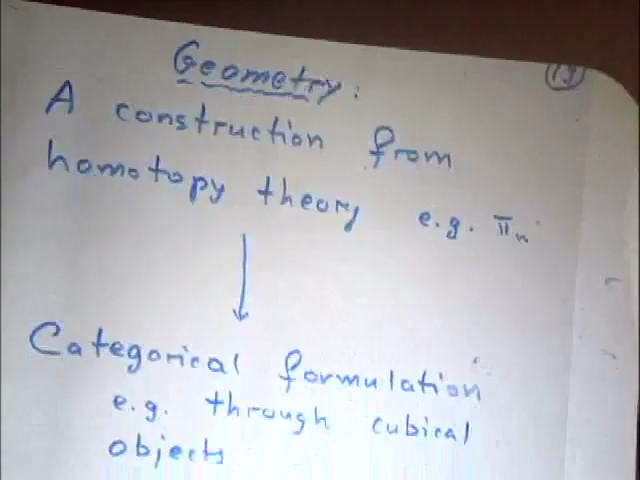 Geometry:
A construction from
homotopy theory e.g. πn
↓
Categorical formulation
e.g. through cubical
objects